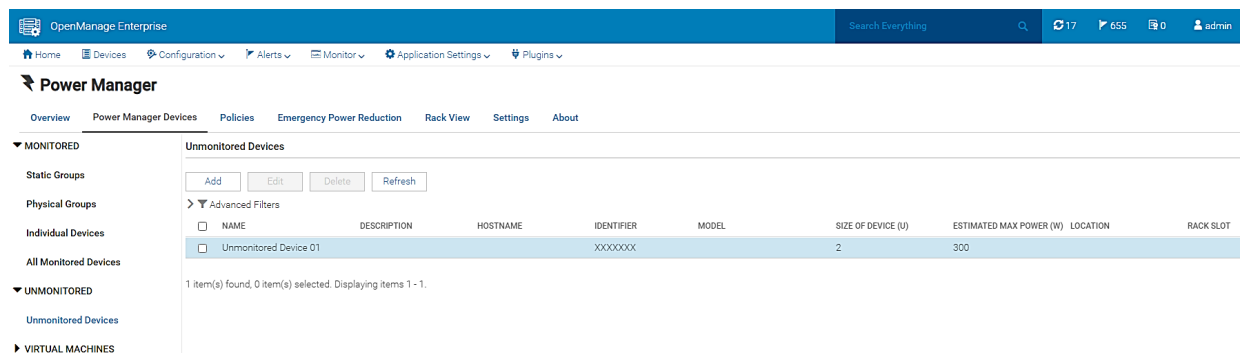 OpenManage Enterprise Search Everything 17 655 0 admin
Home Devices Configuration Alerts Monitor Application Settings Plugins
Power Manager
Overview Power Manager Devices Policies Emergency Power Reduction Rack View Settings About
MONITORED
Static Groups
Physical Groups
Individual Devices
All Monitored Devices
UNMONITORED
Unmonitored Devices
VIRTUAL MACHINES
Unmonitored Devices
Add Edit Delete Refresh
Advanced Filters
NAME DESCRIPTION HOSTNAME IDENTIFIER MODEL SIZE OF DEVICE (U) ESTIMATED MAX POWER (W) LOCATION RACK SLOT
Unmonitored Device 01 XXXXXXX 2 300
1 item(s) found, 0 item(s) selected. Displaying items 1 - 1.